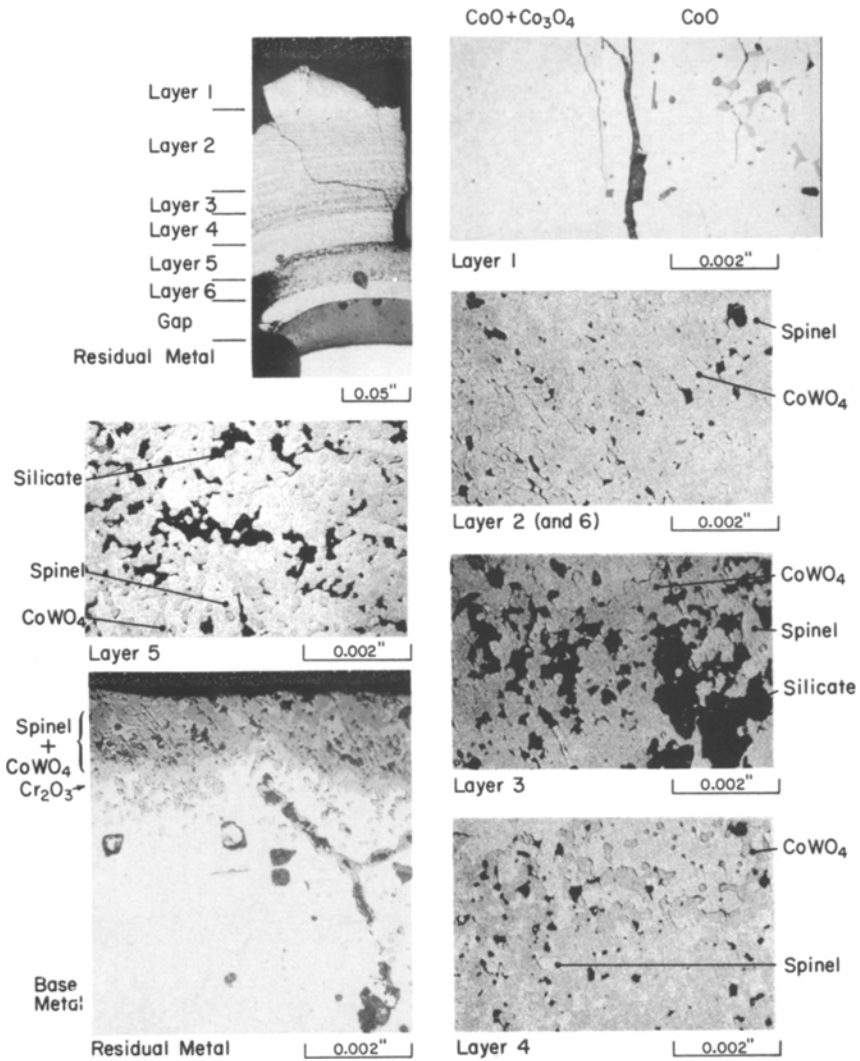 CoO+Co3O4 CoO
Layer 1
Layer 2
Layer 3
Layer 4
Layer 5
Layer 6
Gap
Residual Metal
0.05"
Layer 1
0.002"
Spinel
CoWO4
Layer 2 (and 6)
0.002"
Silicate
Spinel
CoWO4
Layer 5
0.002"
CoWO4
Spinel
Silicate
Layer 3
0.002"
Spinel
+
CoWO4
Cr2O3
Base
Metal
Residual Metal
0.002"
CoWO4
Spinel
Layer 4
0.002"